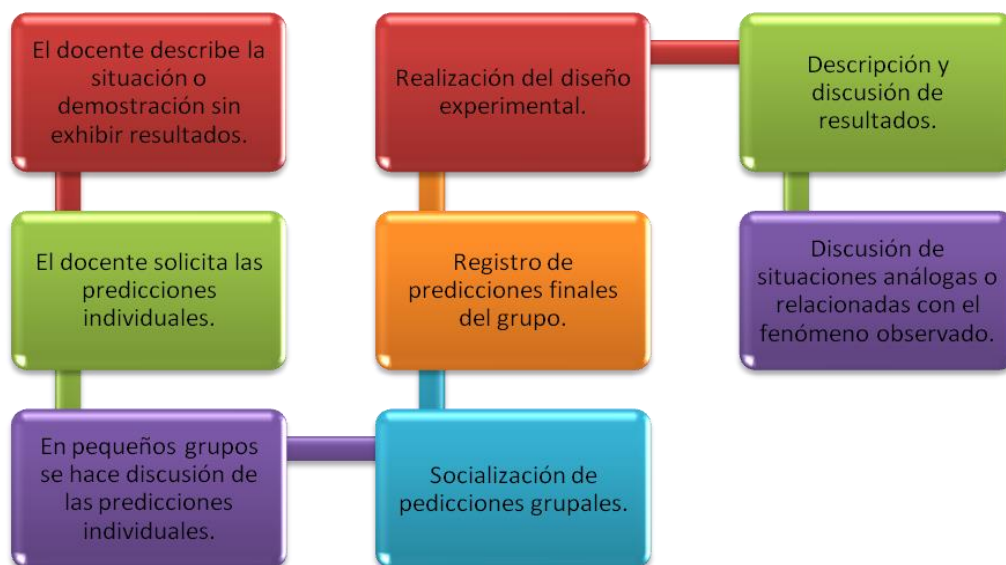 El docente describe la
situación o
demostración sin
exhibir resultados.
El docente solicita las
predicciones
individuales.
En pequeños grupos
se hace discusión de
las predicciones
individuales.
Socialización de
pedicciones grupales.
Registro de
predicciones finales
del grupo.
Realización del diseño
experimental.
Descripción y
discusión de
resultados.
Discusión de
situaciones análogas o
relacionadas con el
fenómeno observado.